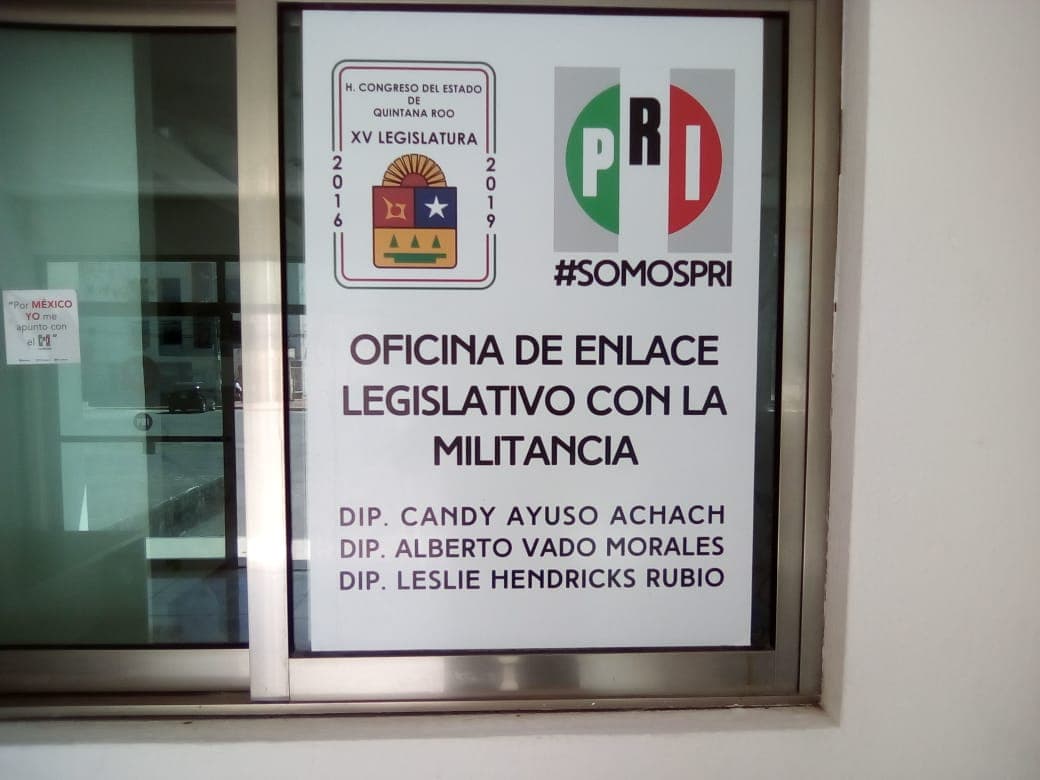 H. CONGRESO DEL ESTADO
DE
QUINTANA ROO
XV LEGISLATURA
2016
2019
PRI
#SOMOSPRI
OFICINA DE ENLACE
LEGISLATIVO CON LA
MILITANCIA
DIP. CANDY AYUSO ACHACH
DIP. ALBERTO VADO MORALES
DIP. LESLIE HENDRICKS RUBIO
"Por MÉXICO
YO me
apunto con
el PRI"